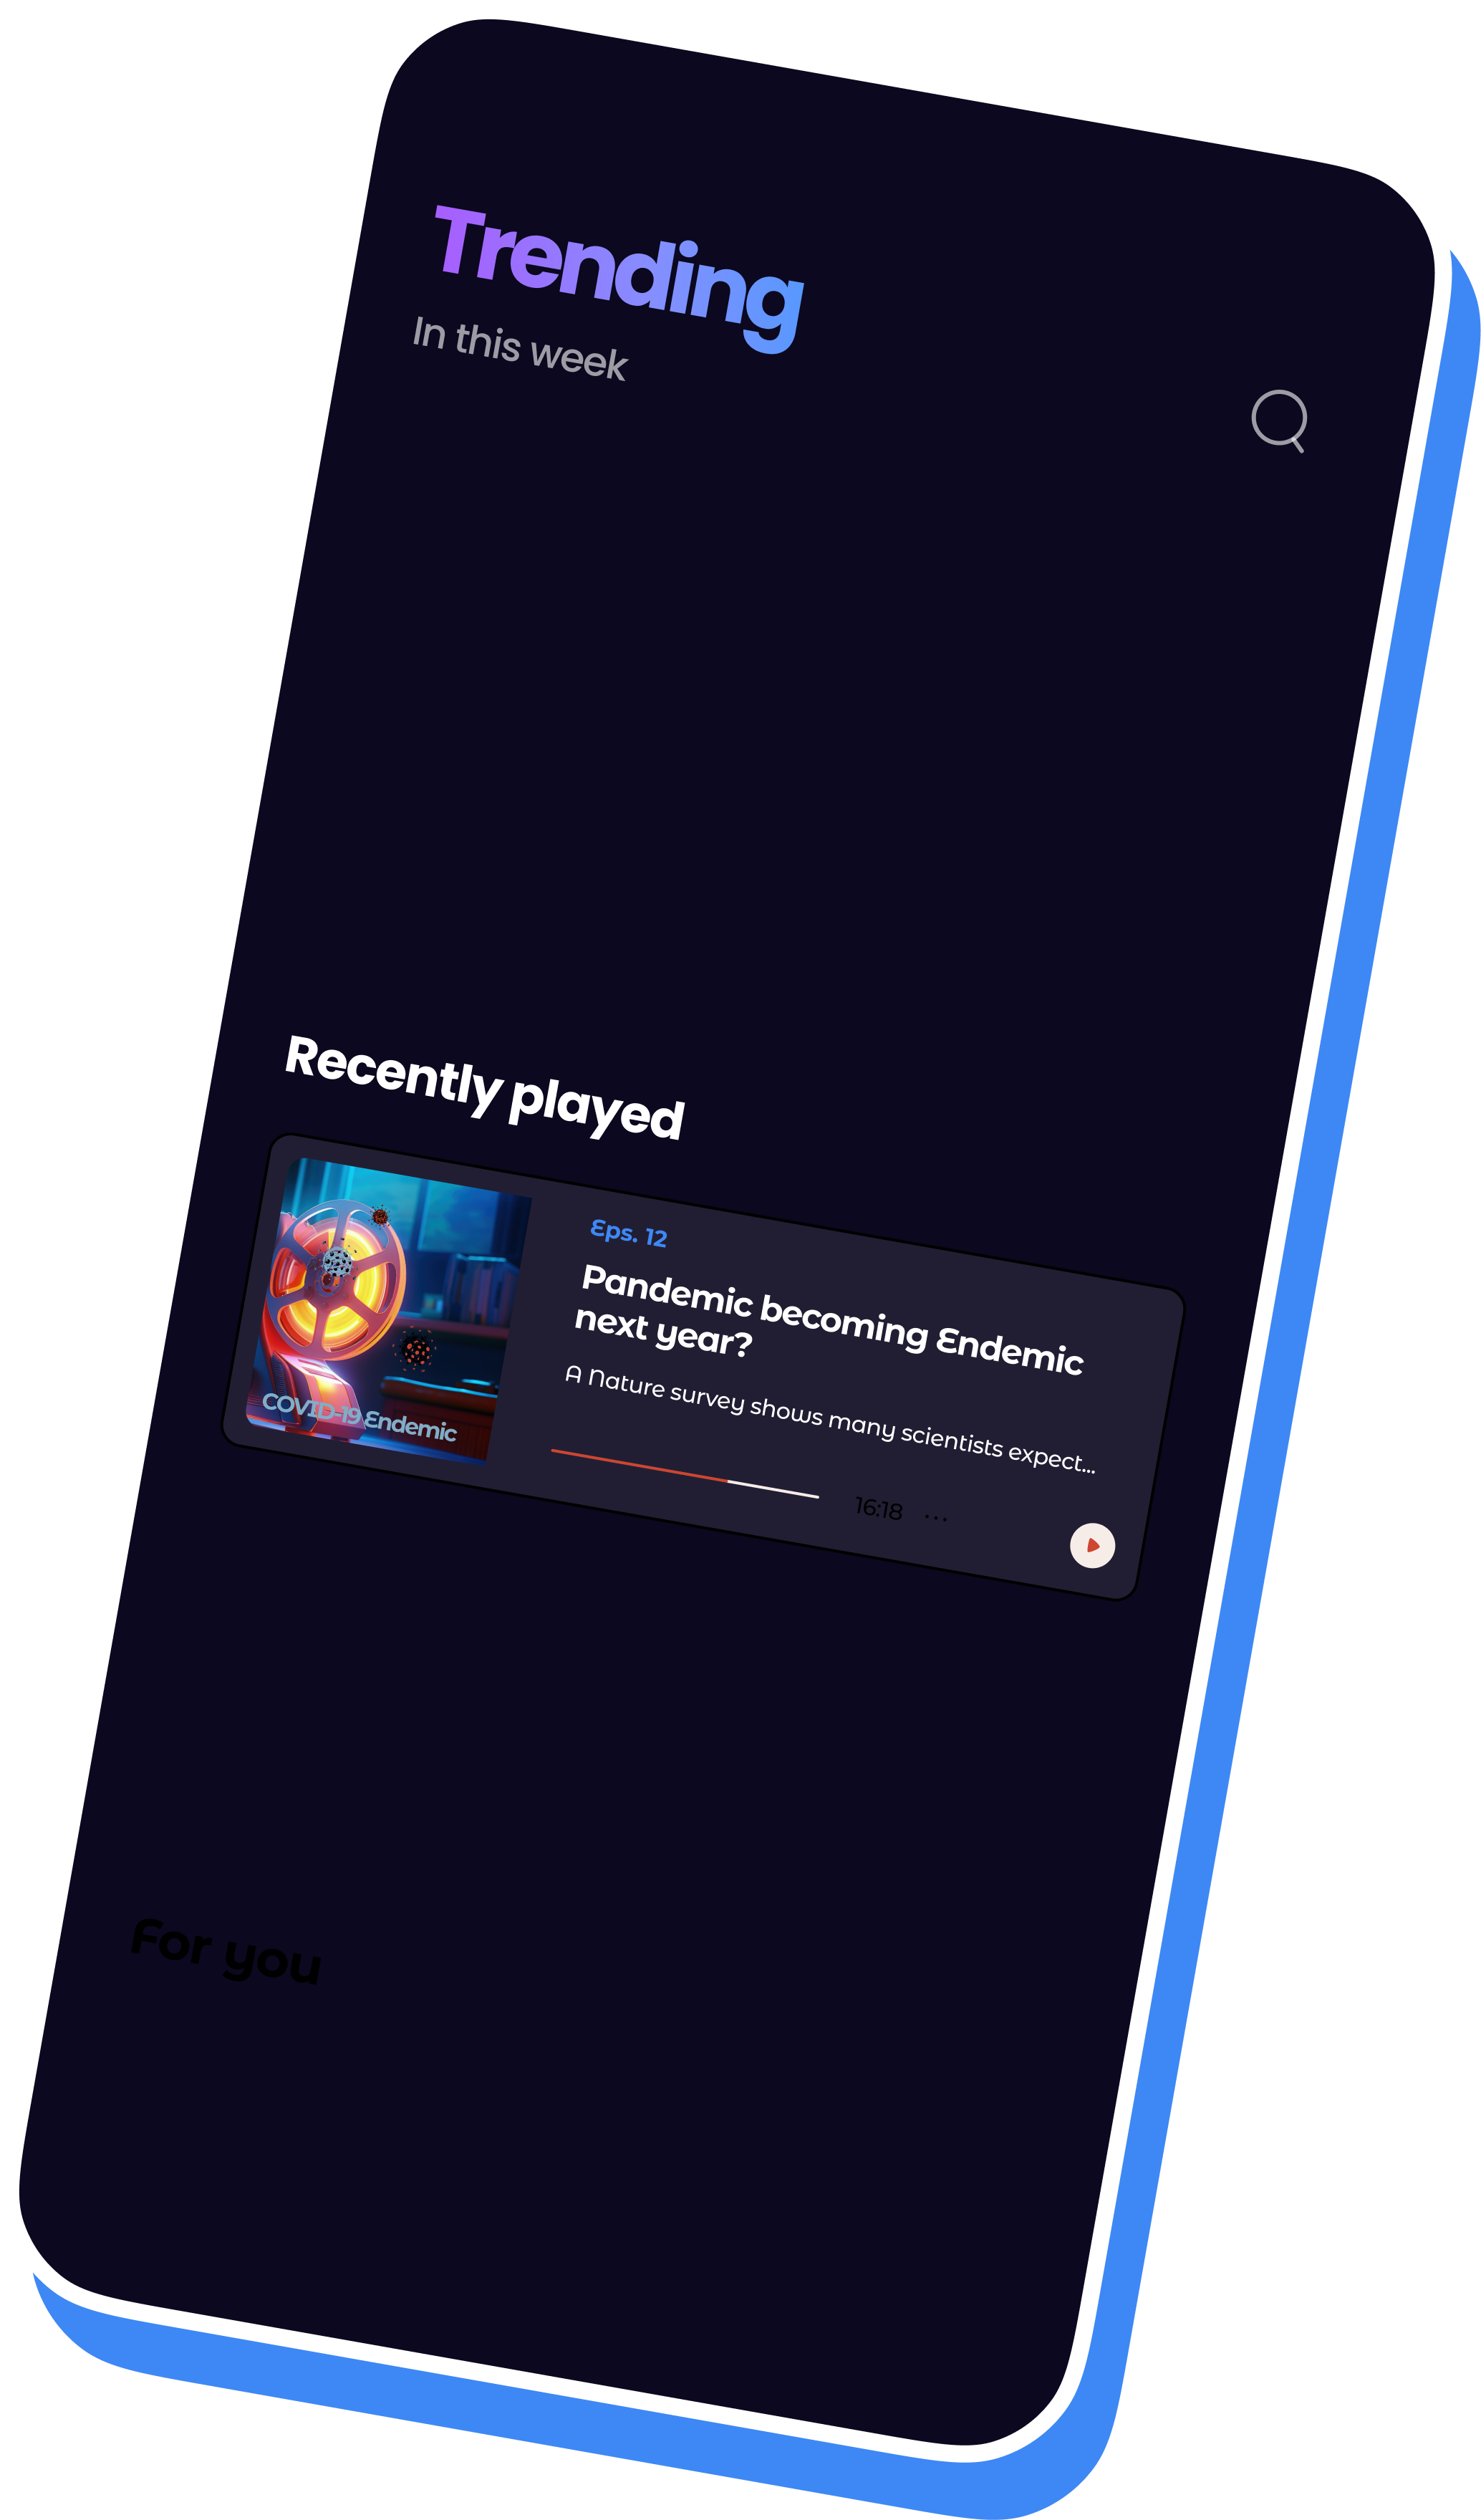 Trending
In this week
Recently played
Eps. 12
Pandemic becoming Endemic
next year?
A Nature survey shows many scientists expect...
16:18 ...
COVID-19 Endemic
For you